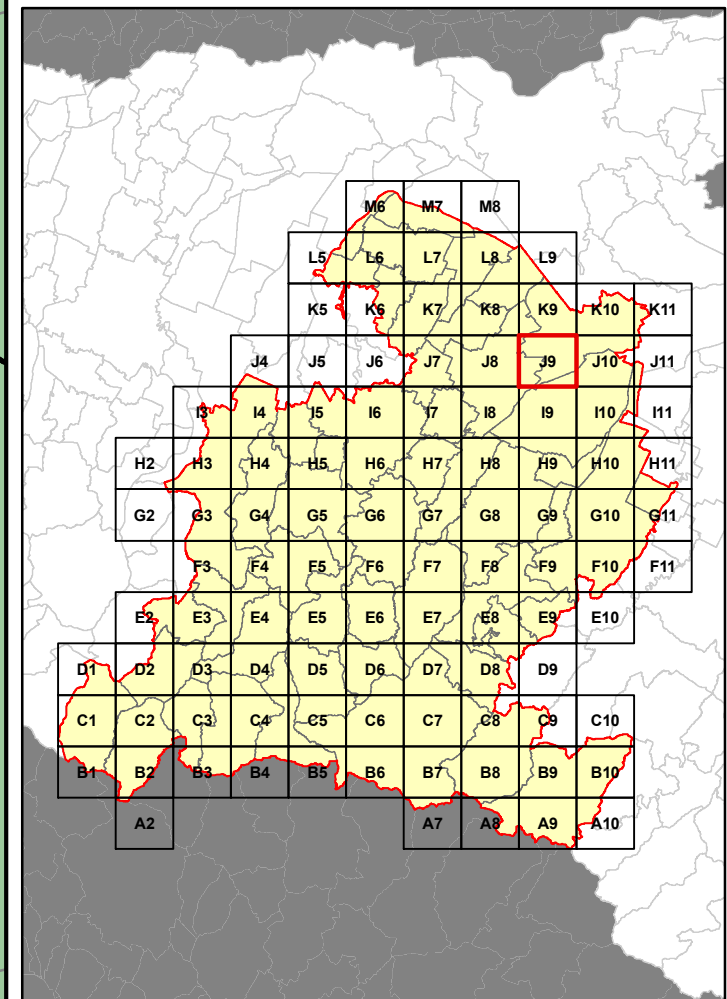 M6 M7 M8
L5 L6 L7 L8 L9
K5 K6 K7 K8 K9 K10 K11
J4 J5 J6 J7 J8 J9 J10 J11
I3 I4 I5 I6 I7 I8 I9 I10 I11
H2 H3 H4 H5 H6 H7 H8 H9 H10 H11
G2 G3 G4 G5 G6 G7 G8 G9 G10 G11
F3 F4 F5 F6 F7 F8 F9 F10 F11
E2 E3 E4 E5 E6 E7 E8 E9 E10
D1 D2 D3 D4 D5 D6 D7 D8 D9
C1 C2 C3 C4 C5 C6 C7 C8 C9 C10
B1 B2 B3 B4 B5 B6 B7 B8 B9 B10
A2 A7 A8 A9 A10